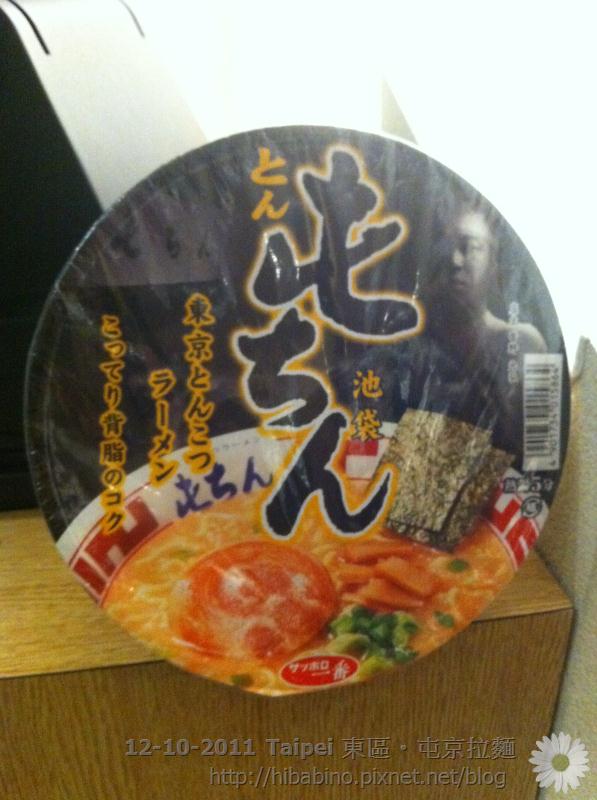 とん
屯ちん
池袋
東京とんこつ
ラーメン
こってり背脂のコク
屯ちん
サッポロ
一番
12-10-2011 Taipei 東區・屯京拉麵
http://hibabino.pixnet.net/blog